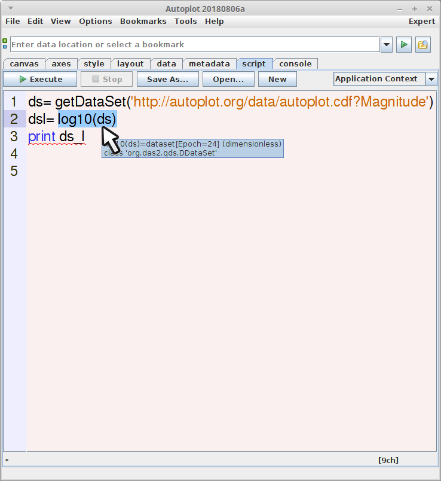 Autoplot 20180806a
File Edit View Options Bookmarks Tools Help Expert
Enter data location or select a bookmark
canvas axes style layout data metadata script console
Execute Stop Save As... Open... New Application Context
1 ds= getDataSet('http://autoplot.org/data/autoplot.cdf?Magnitude')
2 dsl= log10(ds)
3 print ds_l
10(ds)=dataset[Epoch=24] (dimensionless)
4 class 'org.das2.qds.DDataSet'
5
[9ch]